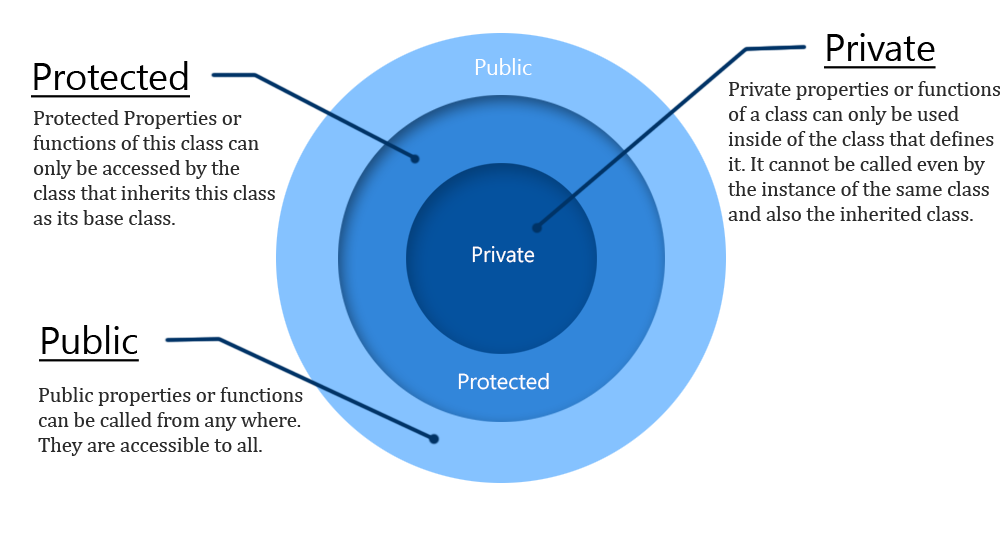 Protected
Protected Properties or
functions of this class can
only be accessed by the
class that inherits this class
as its base class.
Public
Private
Protected
Private
Private properties or functions
of a class can only be used
inside of the class that defines
it. It cannot be called even by
the instance of the same class
and also the inherited class.
Public
Public properties or functions
can be called from any where.
They are accessible to all.